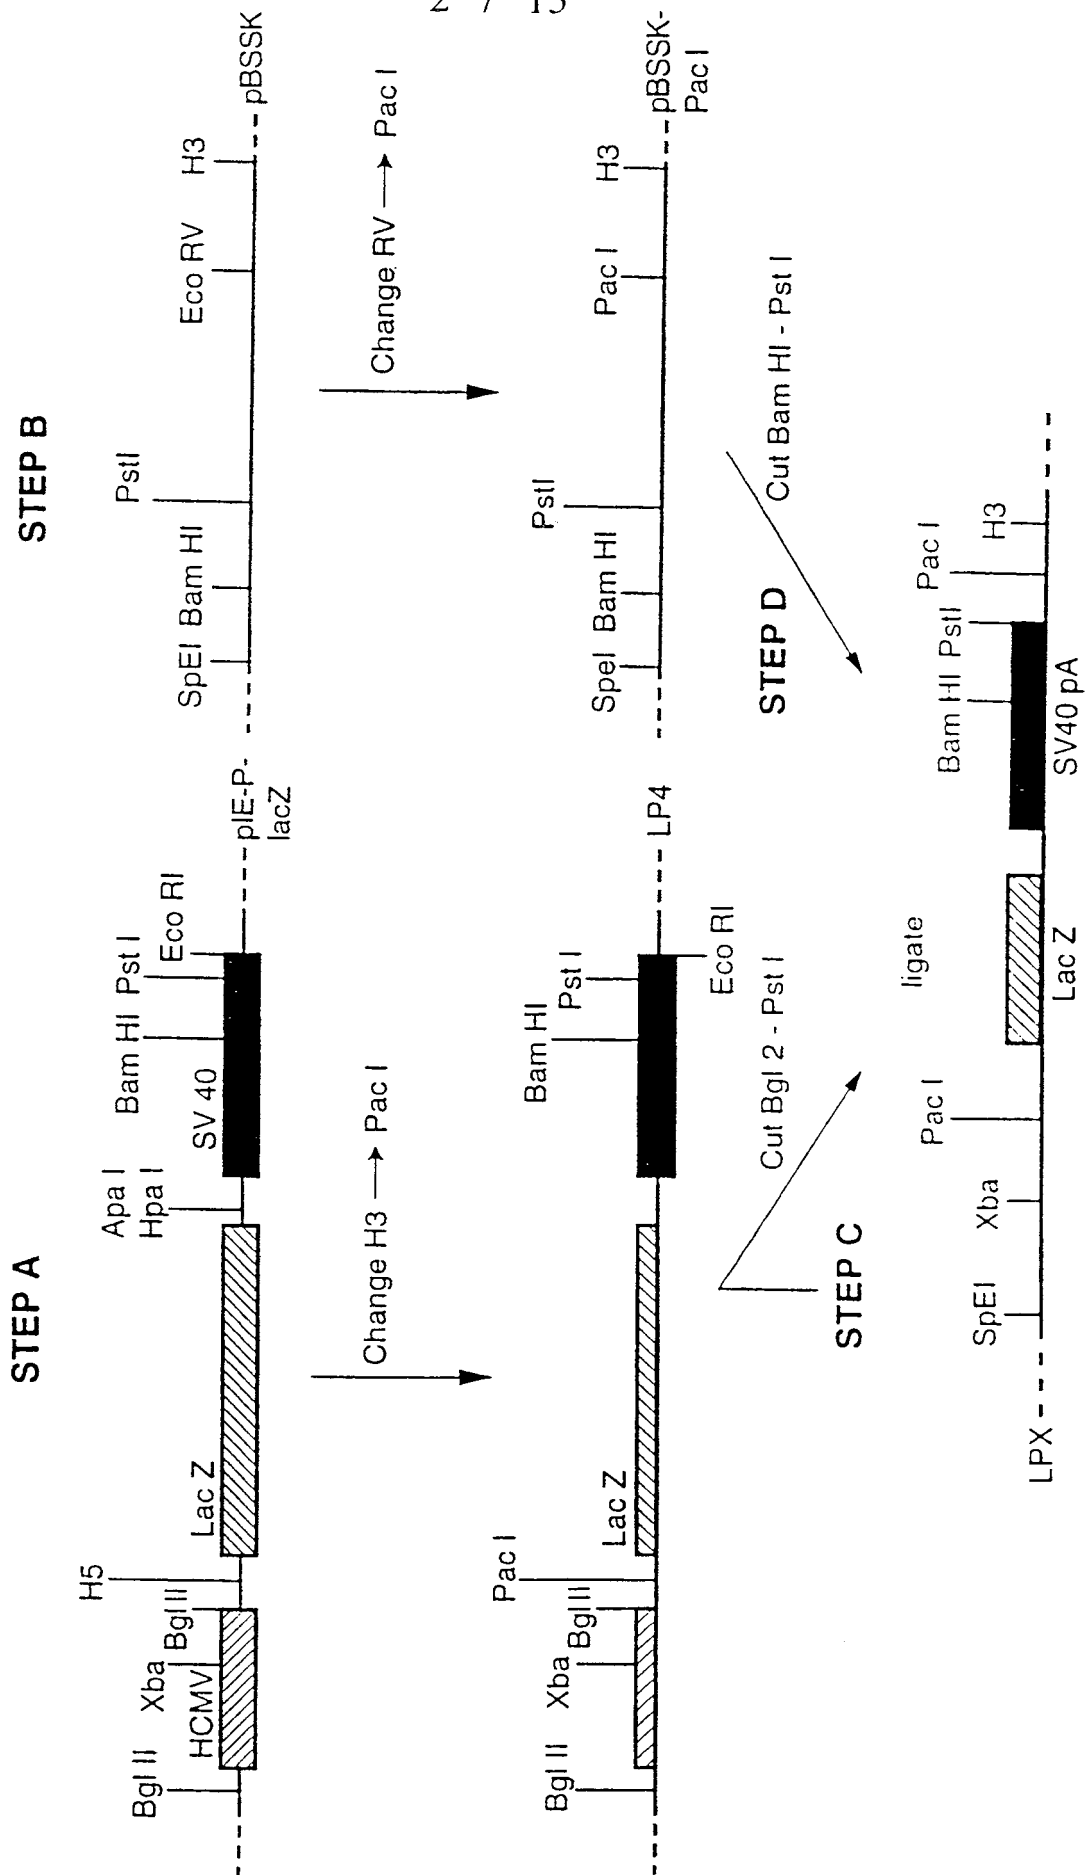 2 / 13
STEP A
Bgl II
Xba
HCMV
Bgl II
H5
Lac Z
Apa I
Hpa I
SV 40
Bam HI
Pst I
Eco RI
pIE-P-
lacZ
Change H3 → Pac I
Bgl II
Xba
Bgl II
Pac I
Lac Z
Bam HI
Pst I
Eco RI
LP4
STEP B
SpEI
Bam HI
PstI
Eco RV
H3
pBSSK
Change RV → Pac I
SpeI
Bam HI
PstI
Pac I
H3
pBSSK-
Pac I
STEP C
Cut Bgl 2 - Pst I
STEP D
Cut Bam HI - Pst I
ligate
LPX
SpEI
Xba
Pac I
Lac Z
Bam HI
PstI
SV40 pA
Pac I
H3